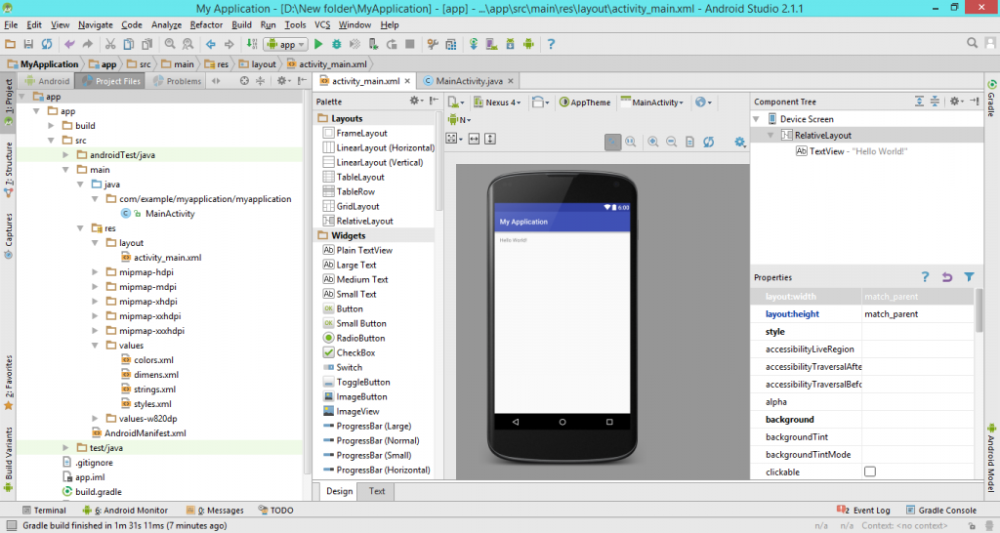 My Application - [D:\New folder\MyApplication] - [app] - ...\app\src\main\res\layout\activity_main.xml - Android Studio 2.1.1
File Edit View Navigate Code Analyze Refactor Build Run Tools VCS Window Help
app
MyApplication app src main res layout activity_main.xml
Android Project Files Problems
activity_main.xml MainActivity.java
1: Project
7: Structure
Captures
2: Favorites
Build Variants
app
app
build
src
androidTest/java
main
java
com/example/myapplication/myapplication
MainActivity
res
layout
activity_main.xml
mipmap-hdpi
mipmap-mdpi
mipmap-xhdpi
mipmap-xxhdpi
mipmap-xxxhdpi
values
colors.xml
dimens.xml
strings.xml
styles.xml
values-w820dp
AndroidManifest.xml
test/java
.gitignore
app.iml
build.gradle
Palette
Layouts
FrameLayout
LinearLayout (Horizontal)
LinearLayout (Vertical)
TableLayout
TableRow
GridLayout
RelativeLayout
Widgets
Plain TextView
Large Text
Medium Text
Small Text
Button
Small Button
RadioButton
CheckBox
Switch
ToggleButton
ImageButton
ImageView
ProgressBar (Large)
ProgressBar (Normal)
ProgressBar (Small)
ProgressBar (Horizontal)
Nexus 4 AppTheme MainActivity
N
6:00
My Application
Hello World!
Design Text
Component Tree
Device Screen
RelativeLayout
TextView - "Hello World!"
Properties
layout:width match_parent
layout:height match_parent
style
accessibilityLiveRegion
accessibilityTraversalAfte
accessibilityTraversalBefo
alpha
background
backgroundTint
backgroundTintMode
clickable
Gradle
Android Model
Terminal 6: Android Monitor 0: Messages TODO
2 Event Log Gradle Console
Gradle build finished in 1m 31s 11ms (7 minutes ago)
n/a n/a Context: <no context>